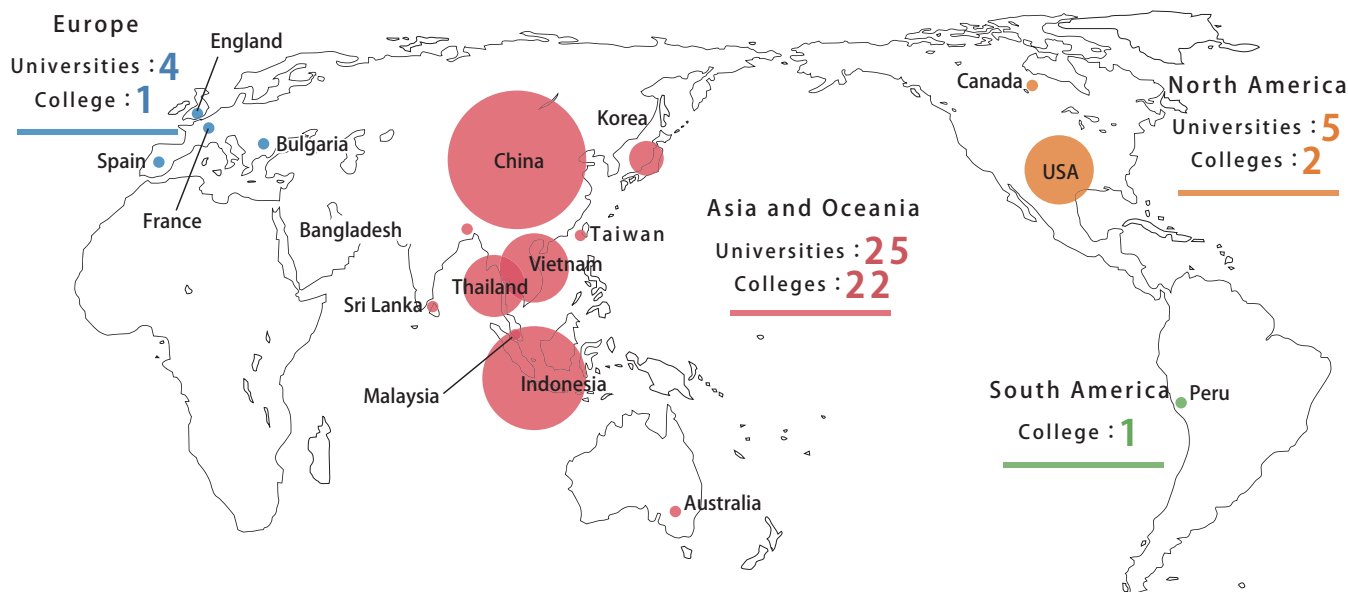 Europe
Universities : 4
College : 1
England
Spain
France
Bulgaria
China
Korea
Bangladesh
Taiwan
Vietnam
Thailand
Sri Lanka
Malaysia
Indonesia
Australia
Asia and Oceania
Universities : 25
Colleges : 22
Canada
USA
North America
Universities : 5
Colleges : 2
South America
College : 1
Peru